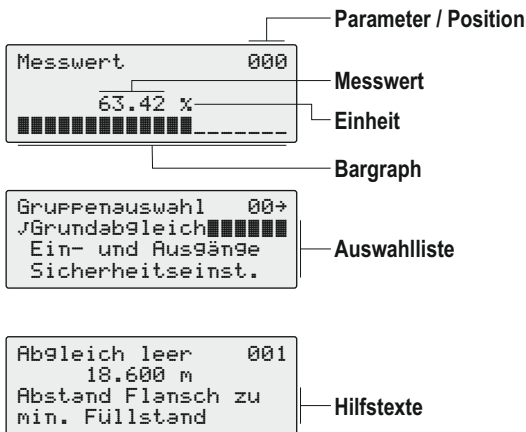 Parameter / Position
Messwert 000
Messwert
63.42 %
Einheit
Bargraph
Gruppenauswahl 00→
Grundabgleich
Ein- und Ausgänge
Auswahlliste
Sicherheitseinst.
Abgleich leer 001
18.600 m
Abstand Flansch zu
Hilfstexte
min. Füllstand